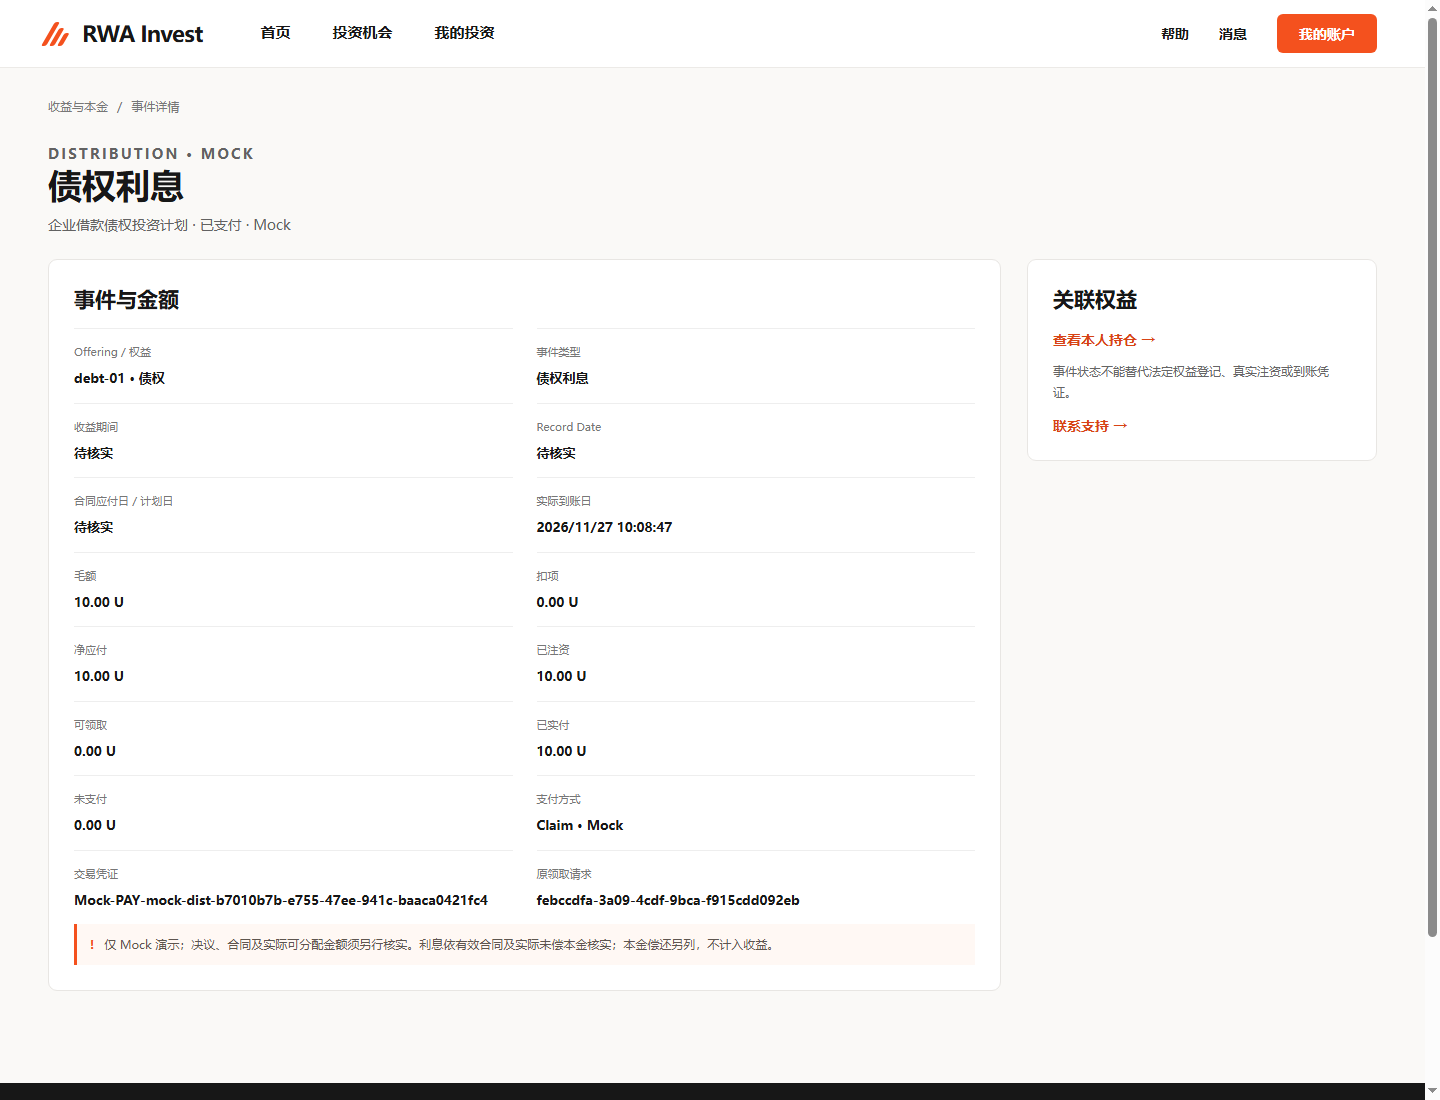 RWA Invest
首页
投资机会
我的投资
帮助
消息
我的账户
收益与本金 / 事件详情
DISTRIBUTION • MOCK
债权利息
企业借款债权投资计划 · 已支付 · Mock
事件与金额
Offering / 权益
debt-01 • 债权
事件类型
债权利息
收益期间
待核实
Record Date
待核实
合同应付日 / 计划日
待核实
实际到账日
2026/11/27 10:08:47
毛额
10.00 U
扣项
0.00 U
净应付
10.00 U
已注资
10.00 U
可领取
0.00 U
已实付
10.00 U
未支付
0.00 U
支付方式
Claim • Mock
交易凭证
Mock-PAY-mock-dist-b7010b7b-e755-47ee-941c-baaca0421fc4
原领取请求
febccdfa-3a09-4cdf-9bca-f915cdd092eb
! 仅 Mock 演示；决议、合同及实际可分配金额须另行核实。利息依有效合同及实际未偿本金核实；本金偿还另列，不计入收益。
关联权益
查看本人持仓 →
事件状态不能替代法定权益登记、真实注资或到账凭
证。
联系支持 →